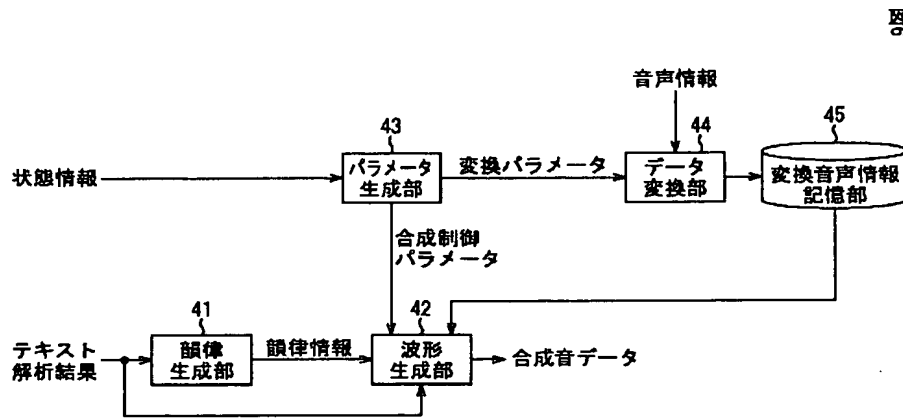 図9
音声情報
43
44
45
状態情報
パラメータ
生成部
変換パラメータ
データ
変換部
変換音声情報
記憶部
合成制御
パラメータ
41
42
テキスト
解析結果
韻律
生成部
韻律情報
波形
生成部
合成音データ